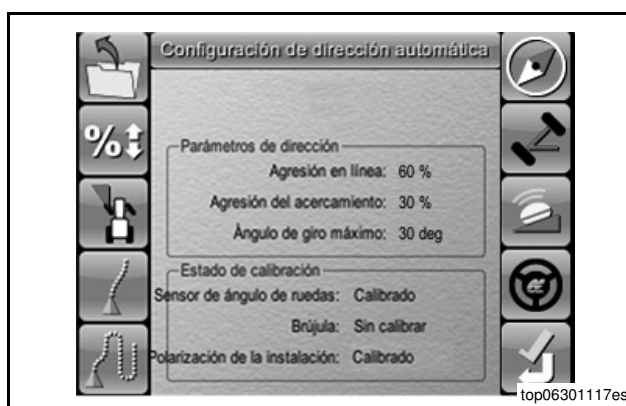 Configuración de dirección automática
%
Parámetros de dirección
Agresión en línea: 60 %
Agresión del acercamiento: 30 %
Ángulo de giro máximo: 30 deg
Estado de calibración
Sensor de ángulo de ruedas: Calibrado
Brújula: Sin calibrar
Polarización de la instalación: Calibrado
top06301117es